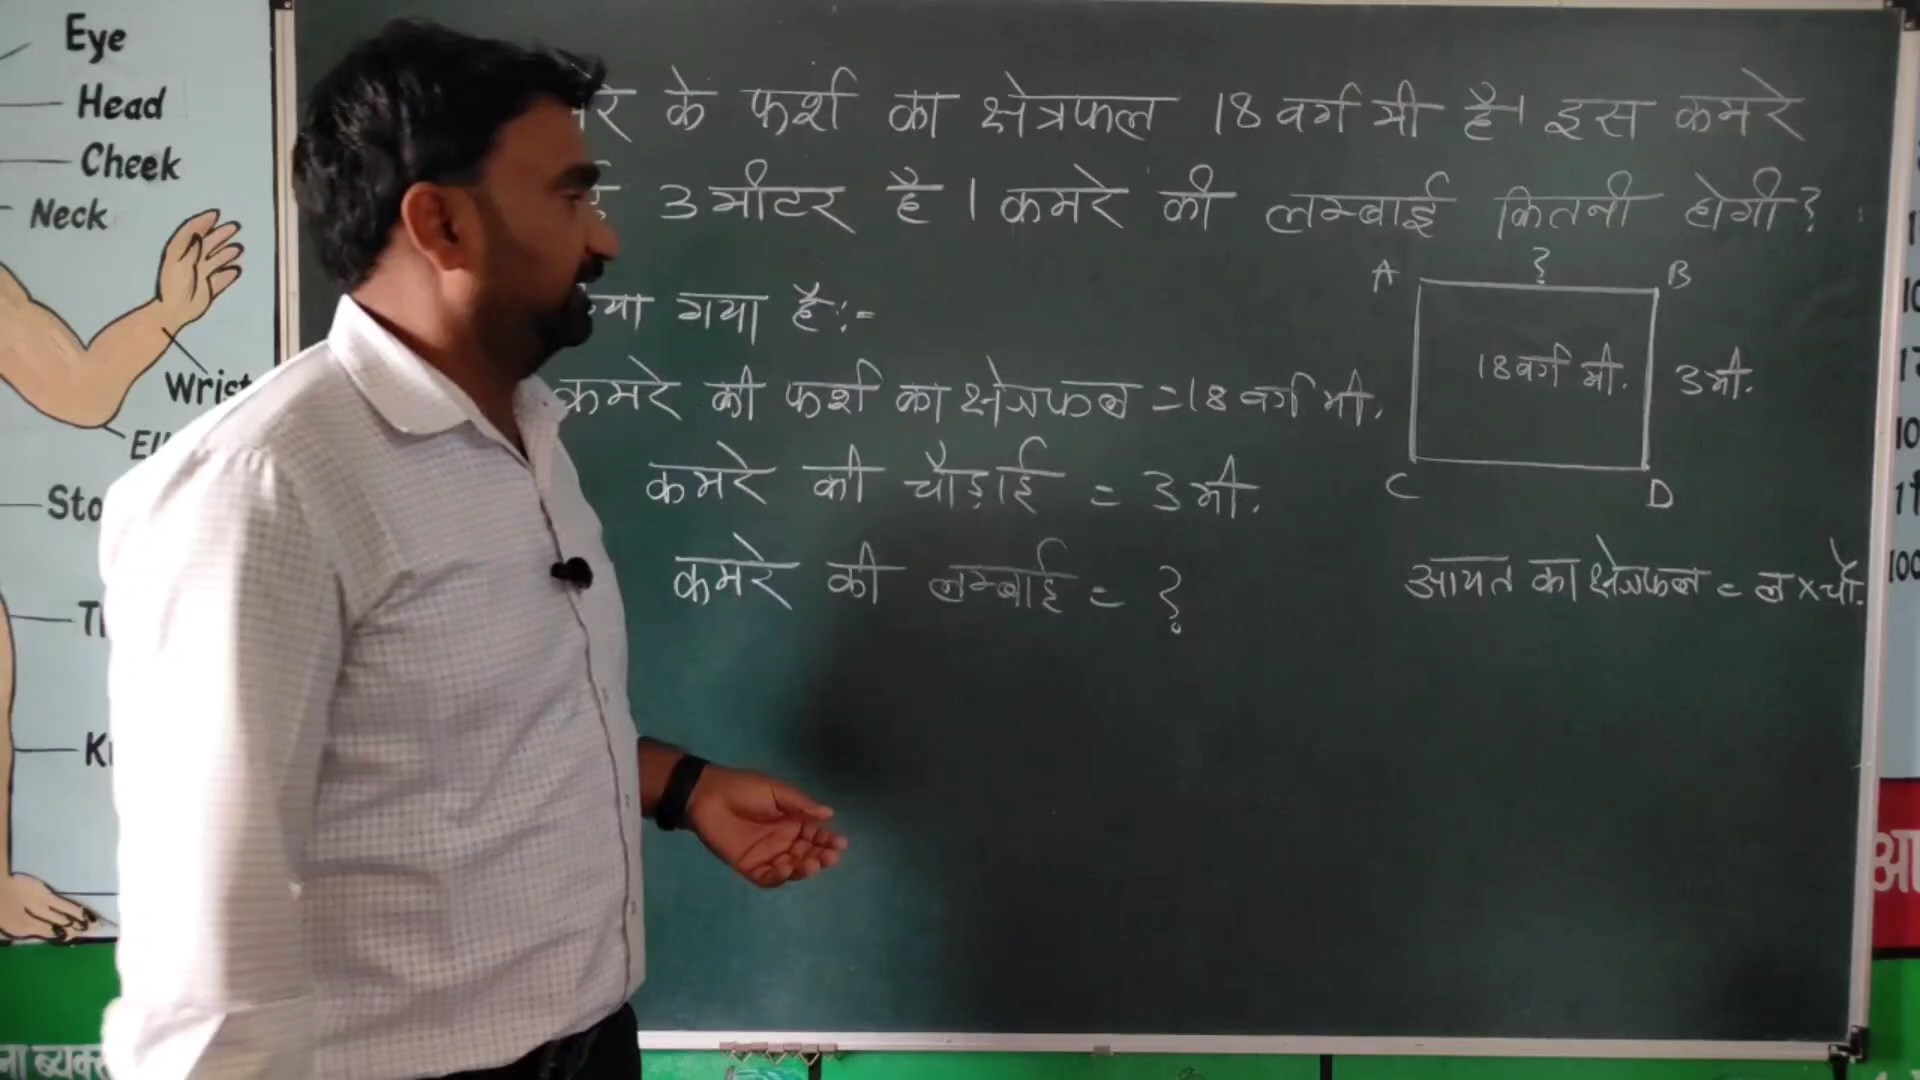 Eye
Head
Cheek
Neck
Wrist
के फर्श का क्षेत्रफल 18 वर्ग मी है। इस कमरे
3 मीटर है। कमरे की लम्बाई कितनी होगी?
गया है:-
कमरे की फर्श का क्षेत्रफल = 18 वर्ग मी.
कमरे की चौड़ाई = 3 मी.
कमरे की लम्बाई = ?
A ? B
18 वर्ग मी. 3 मी.
C D
आयत का क्षेत्रफल = ल × चौ.